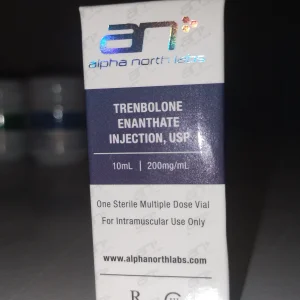 an+
alpha north labs
TRENBOLONE
ENANTHATE
INJECTION, USP
10mL | 200mg/mL
One Sterile Multiple Dose Vial
For Intramuscular Use Only
www.alphanorthlabs.com
R